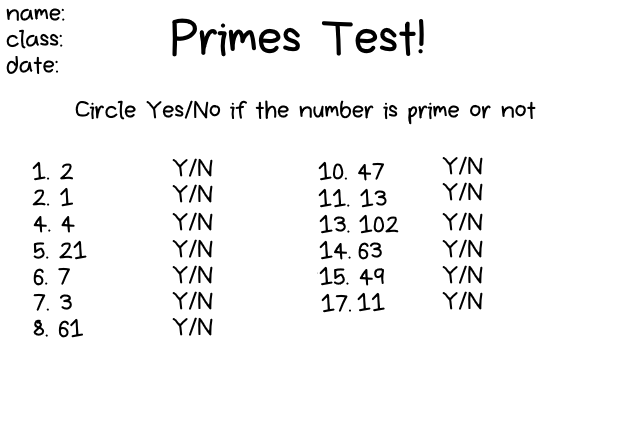 name:
class:
date:
Primes Test!
Circle Yes/No if the number is prime or not
1. 2 Y/N
2. 1 Y/N
4. 4 Y/N
5. 21 Y/N
6. 7 Y/N
7. 3 Y/N
8. 61 Y/N
10. 47 Y/N
11. 13 Y/N
13. 102 Y/N
14. 63 Y/N
15. 49 Y/N
17. 11 Y/N